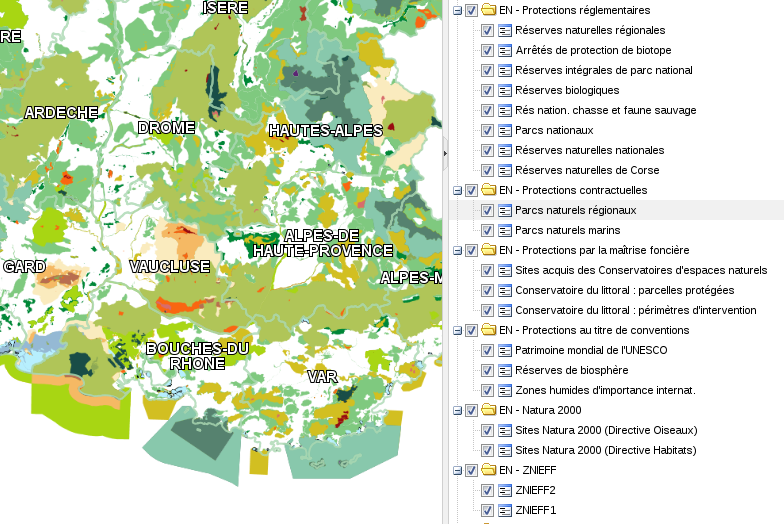 ISERE
RE
ARDECHE
DROME
HAUTES-ALPES
ALPES-DE
HAUTE-PROVENCE
GARD
VAUCLUSE
ALPES-M
BOUCHES-DU
RHONE
VAR
EN - Protections réglementaires
Réserves naturelles régionales
Arrêtés de protection de biotope
Réserves intégrales de parc national
Réserves biologiques
Rés nation. chasse et faune sauvage
Parcs nationaux
Réserves naturelles nationales
Réserves naturelles de Corse
EN - Protections contractuelles
Parcs naturels régionaux
Parcs naturels marins
EN - Protections par la maîtrise foncière
Sites acquis des Conservatoires d'espaces naturels
Conservatoire du littoral : parcelles protégées
Conservatoire du littoral : périmètres d'intervention
EN - Protections au titre de conventions
Patrimoine mondial de l'UNESCO
Réserves de biosphère
Zones humides d'importance internat.
EN - Natura 2000
Sites Natura 2000 (Directive Oiseaux)
Sites Natura 2000 (Directive Habitats)
EN - ZNIEFF
ZNIEFF2
ZNIEFF1